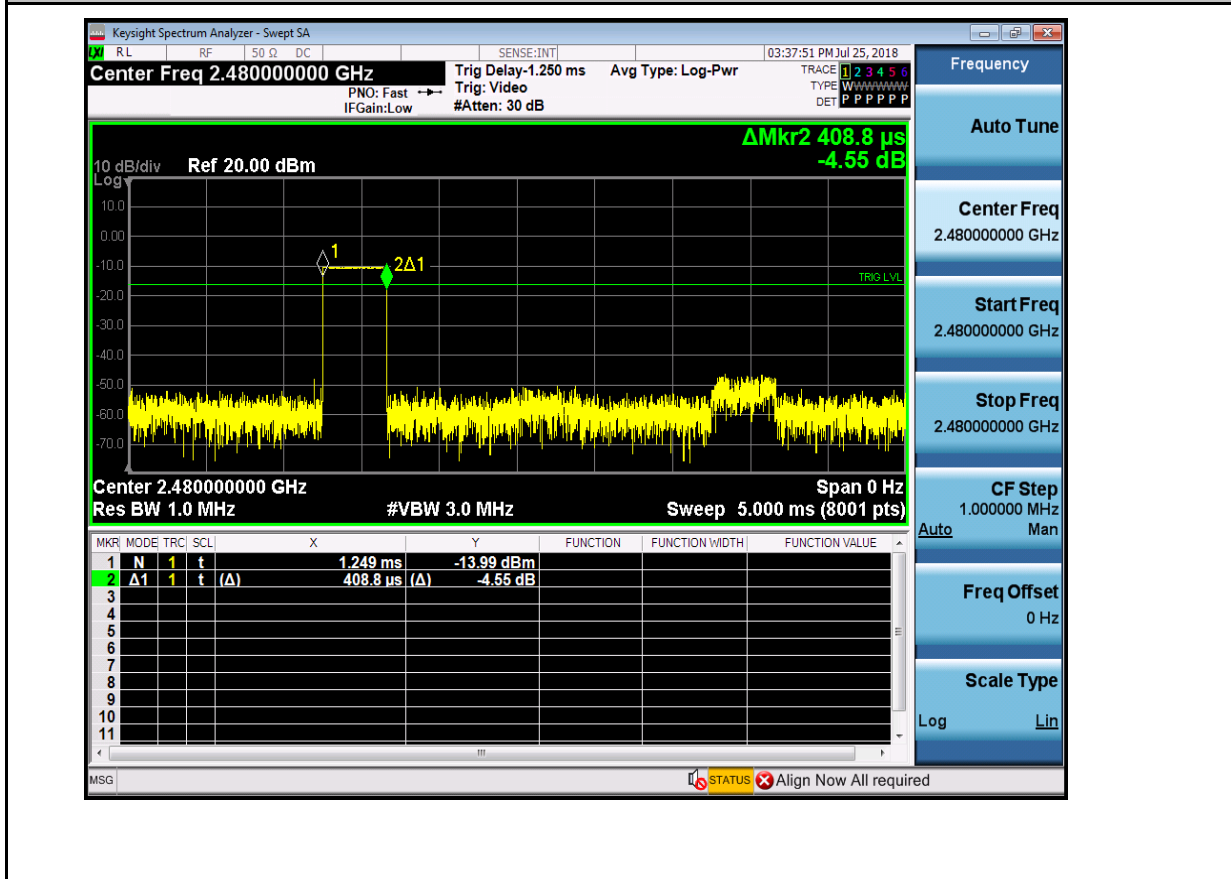 Keysight Spectrum Analyzer - Swept SA
LXI RL RF 50 Ω DC SENSE:INT 03:37:51 PM Jul 25, 2018
Center Freq 2.480000000 GHz
PNO: Fast
IFGain:Low
Trig Delay-1.250 ms
Trig: Video
#Atten: 30 dB
Avg Type: Log-Pwr
TRACE 1 2 3 4 5 6
TYPE WWWWWW
DET P P P P P P
ΔMkr2 408.8 µs
-4.55 dB
10 dB/div Ref 20.00 dBm
Log
10.0
0.00
-10.0
-20.0
-30.0
-40.0
-50.0
-60.0
-70.0
1
2Δ1
TRIG LVL
Center 2.480000000 GHz Span 0 Hz
Res BW 1.0 MHz #VBW 3.0 MHz Sweep 5.000 ms (8001 pts)
MKR MODE TRC SCL X Y FUNCTION FUNCTION WIDTH FUNCTION VALUE
1 N 1 t 1.249 ms -13.99 dBm
2 Δ1 1 t (Δ) 408.8 µs (Δ) -4.55 dB
3
4
5
6
7
8
9
10
11
MSG STATUS Align Now All required
Frequency
Auto Tune
Center Freq
2.480000000 GHz
Start Freq
2.480000000 GHz
Stop Freq
2.480000000 GHz
CF Step
1.000000 MHz
Auto Man
Freq Offset
0 Hz
Scale Type
Log Lin